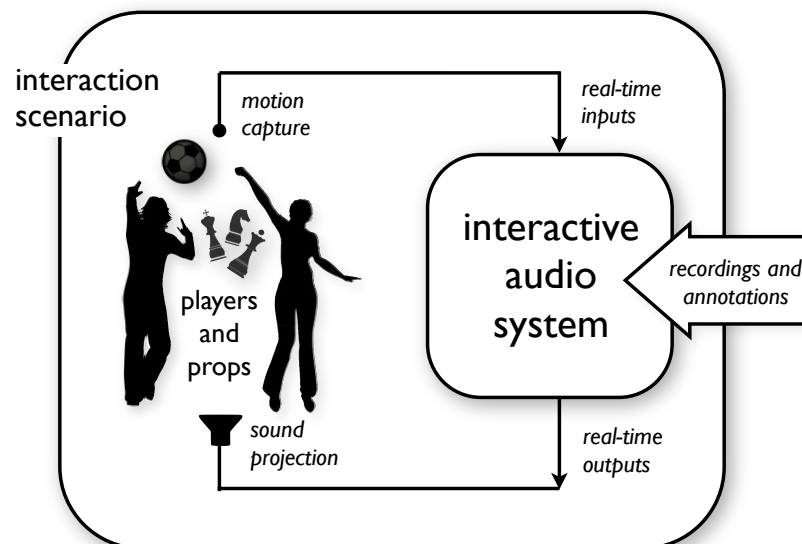 interaction
scenario
motion
capture
real-time
inputs
interactive
audio
system
recordings and
annotations
players
and
props
sound
projection
real-time
outputs